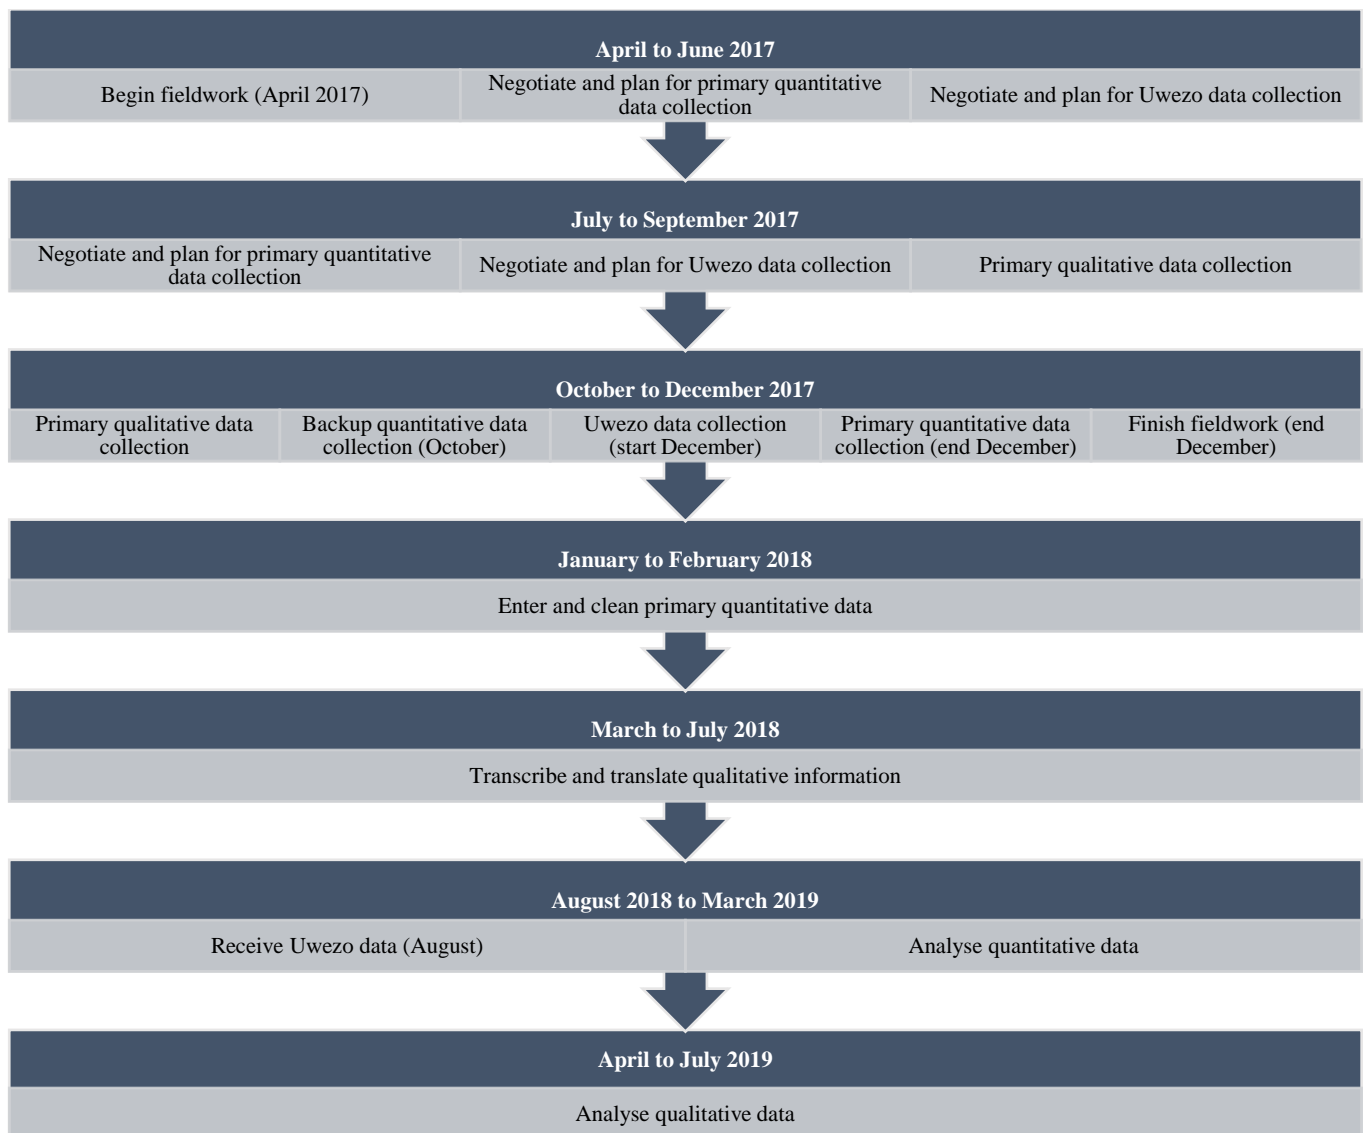 April to June 2017
Begin fieldwork (April 2017)
Negotiate and plan for primary quantitative
data collection
Negotiate and plan for Uwezo data collection
July to September 2017
Negotiate and plan for primary quantitative
data collection
Negotiate and plan for Uwezo data collection
Primary qualitative data collection
October to December 2017
Primary qualitative data
collection
Backup quantitative data
collection (October)
Uwezo data collection
(start December)
Primary quantitative data
collection (end December)
Finish fieldwork (end
December)
January to February 2018
Enter and clean primary quantitative data
March to July 2018
Transcribe and translate qualitative information
August 2018 to March 2019
Receive Uwezo data (August)
Analyse quantitative data
April to July 2019
Analyse qualitative data